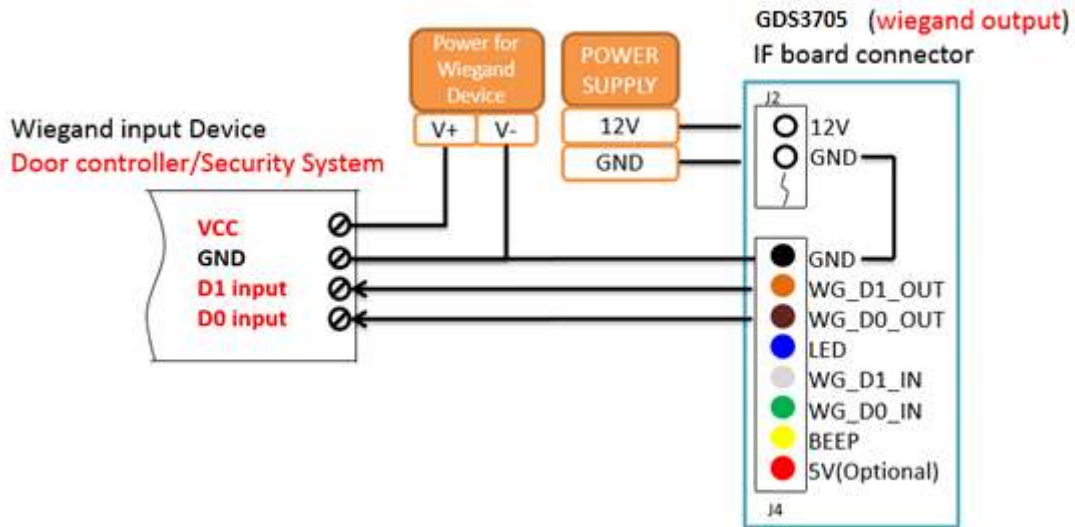 GDS3705 (wiegand output)
IF board connector
Power for
Wiegand
Device
V+ V-
POWER
SUPPLY
12V
GND
J2
12V
GND
Wiegand input Device
Door controller/Security System
VCC
GND
D1 input
D0 input
GND
WG_D1_OUT
WG_D0_OUT
LED
WG_D1_IN
WG_D0_IN
BEEP
5V(Optional)
J4